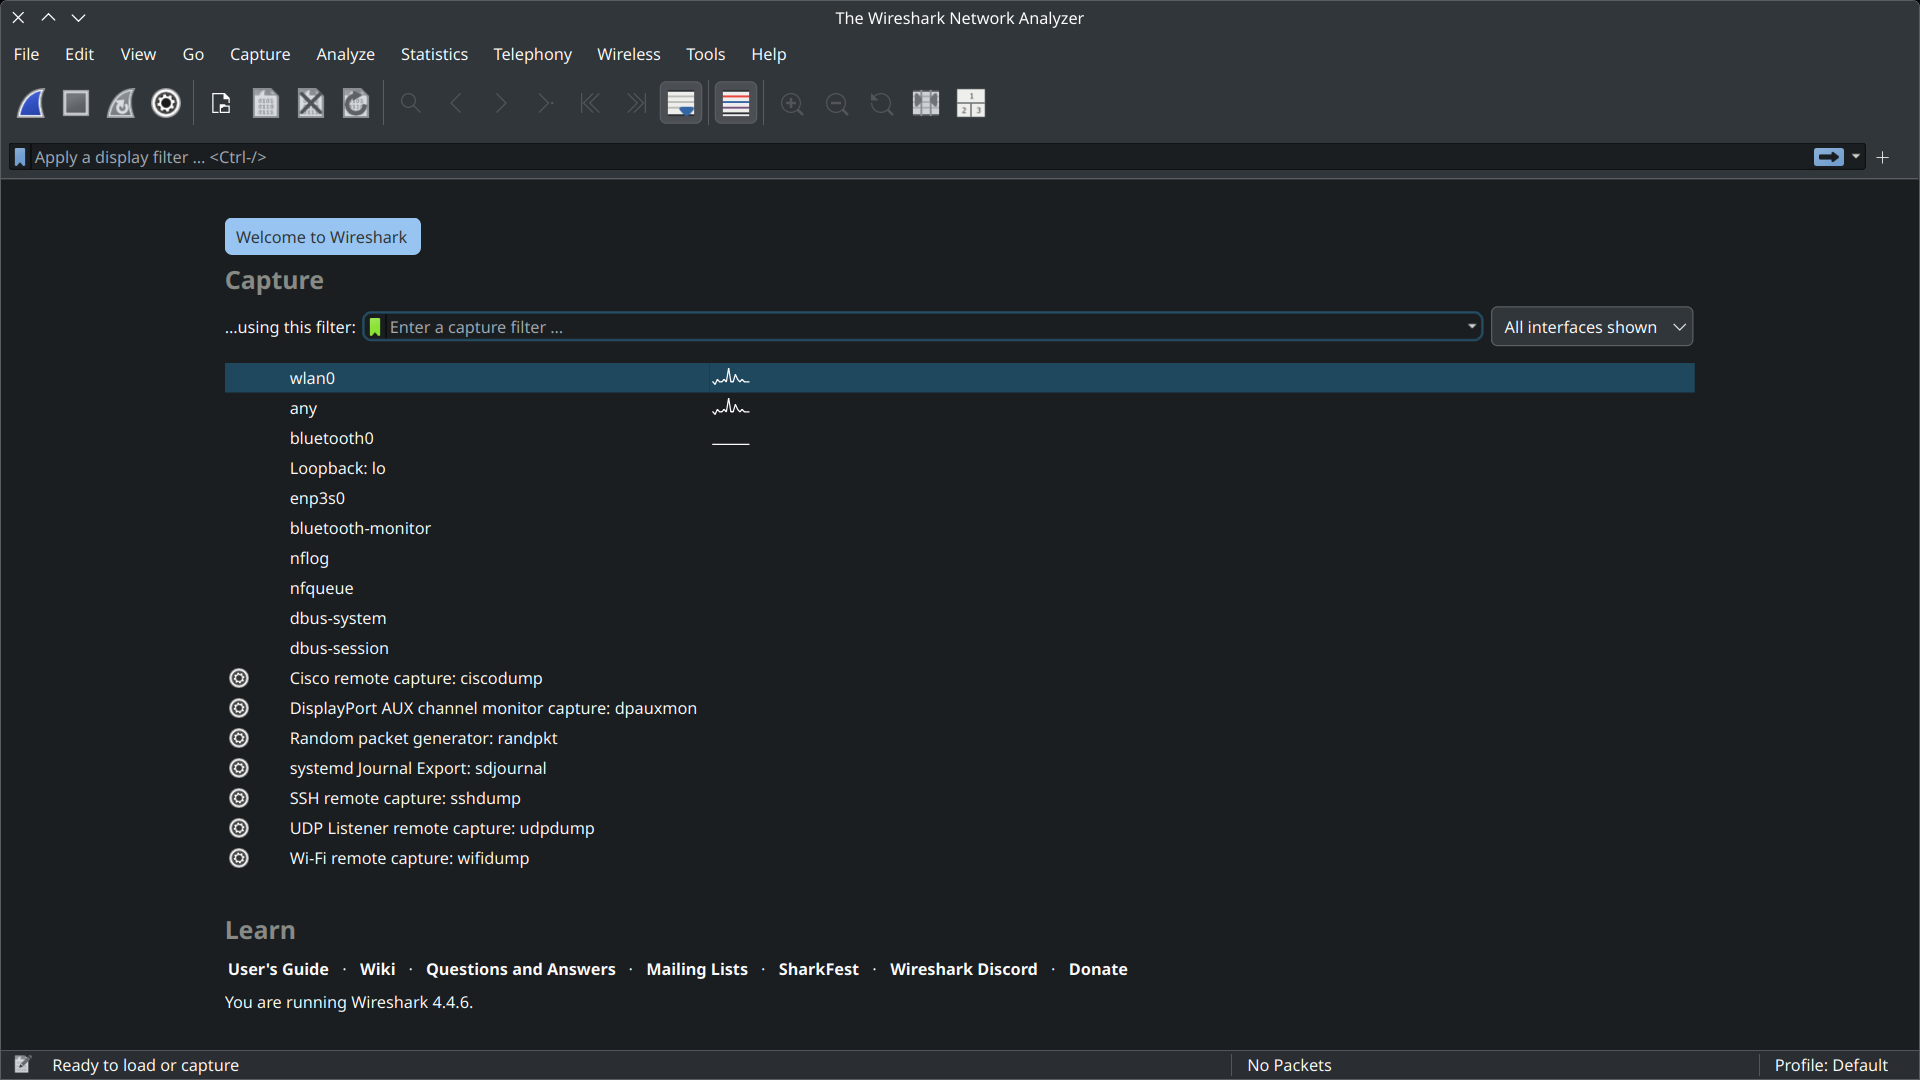 The Wireshark Network Analyzer
File Edit View Go Capture Analyze Statistics Telephony Wireless Tools Help
Apply a display filter ... <Ctrl-/>
Welcome to Wireshark
Capture
...using this filter: Enter a capture filter ... All interfaces shown
wlan0
any
bluetooth0
Loopback: lo
enp3s0
bluetooth-monitor
nflog
nfqueue
dbus-system
dbus-session
Cisco remote capture: ciscodump
DisplayPort AUX channel monitor capture: dpauxmon
Random packet generator: randpkt
systemd Journal Export: sdjournal
SSH remote capture: sshdump
UDP Listener remote capture: udpdump
Wi-Fi remote capture: wifidump
Learn
User's Guide · Wiki · Questions and Answers · Mailing Lists · SharkFest · Wireshark Discord · Donate
You are running Wireshark 4.4.6.
Ready to load or capture No Packets Profile: Default